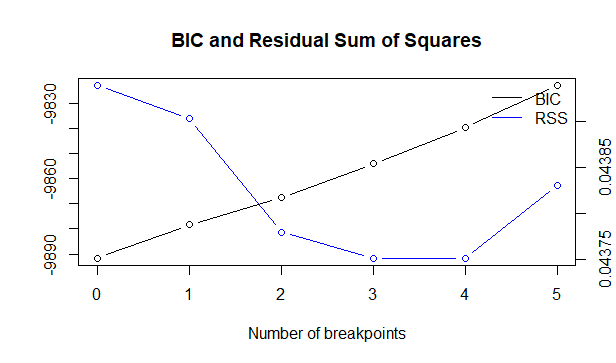 BIC and Residual Sum of Squares
-9830
-9860
-9890
BIC
RSS
0.04385
0.04375
0 1 2 3 4 5
Number of breakpoints